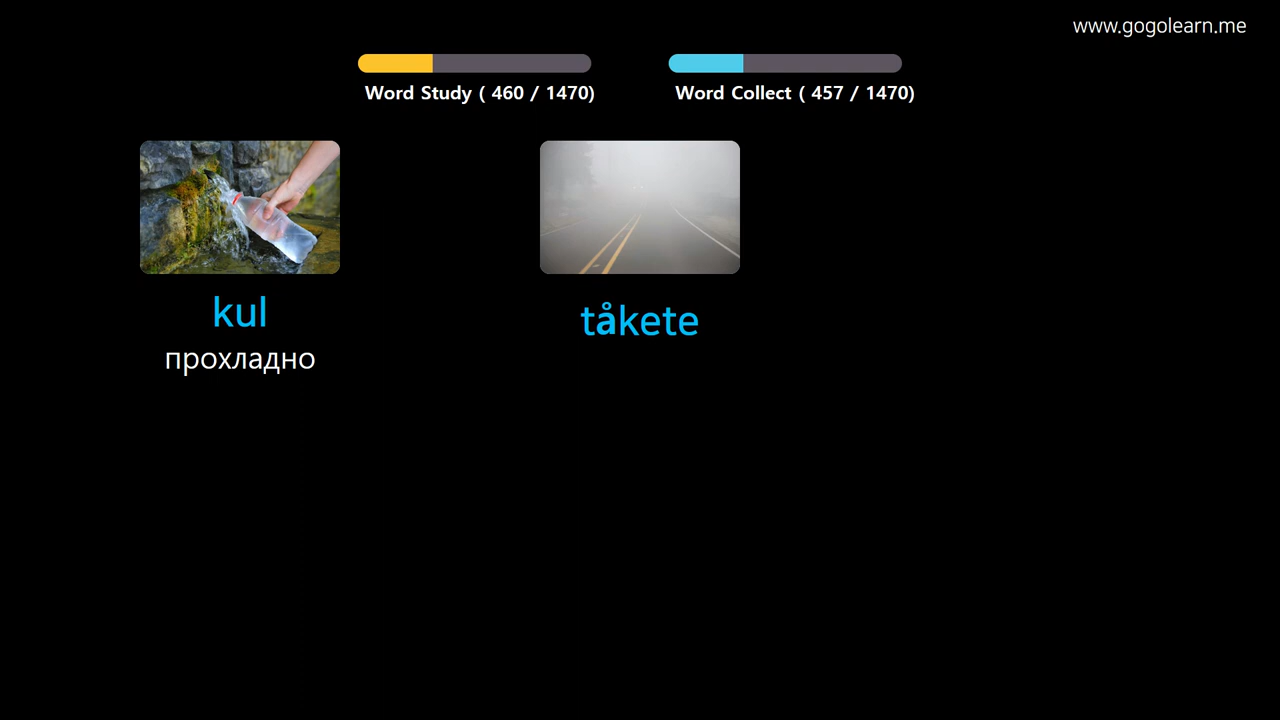 www.gogolearn.me
Word Study ( 460 / 1470)
Word Collect ( 457 / 1470)
kul
прохладно
tåkete